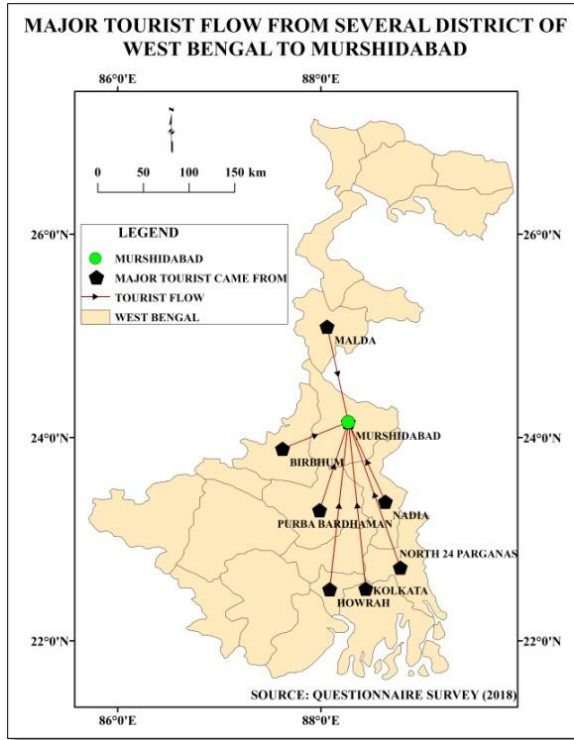 MAJOR TOURIST FLOW FROM SEVERAL DISTRICT OF
WEST BENGAL TO MURSHIDABAD
86°0'E 88°0'E
0 50 100 150 km
26°0'N 26°0'N
LEGEND
MURSHIDABAD
MAJOR TOURIST CAME FROM
TOURIST FLOW
WEST BENGAL
MALDA
24°0'N 24°0'N
MURSHIDABAD
BIRBHUM
NADIA
PURBA BARDHAMAN
NORTH 24 PARGANAS
KOLKATA
HOWRAH
22°0'N 22°0'N
SOURCE: QUESTIONNAIRE SURVEY (2018)
86°0'E 88°0'E